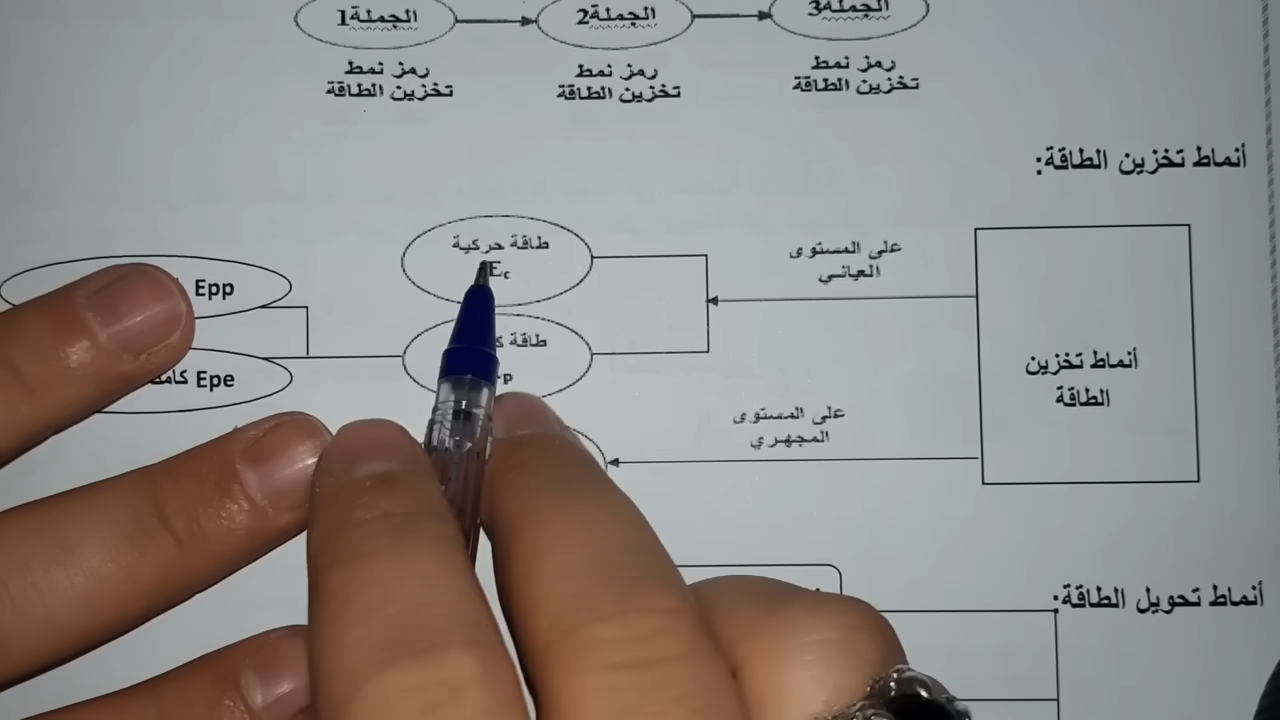 الجملة1
الجملة2
الجملة3
رمز نمط
تخزين الطاقة
رمز نمط
تخزين الطاقة
رمز نمط
تخزين الطاقة
أنماط تخزين الطاقة:
أنماط تخزين
الطاقة
على المستوى
العياني
طاقة حركية
Ec
طاقة
Epp
Epe
على المستوى
المجهري
أنماط تحويل الطاقة: